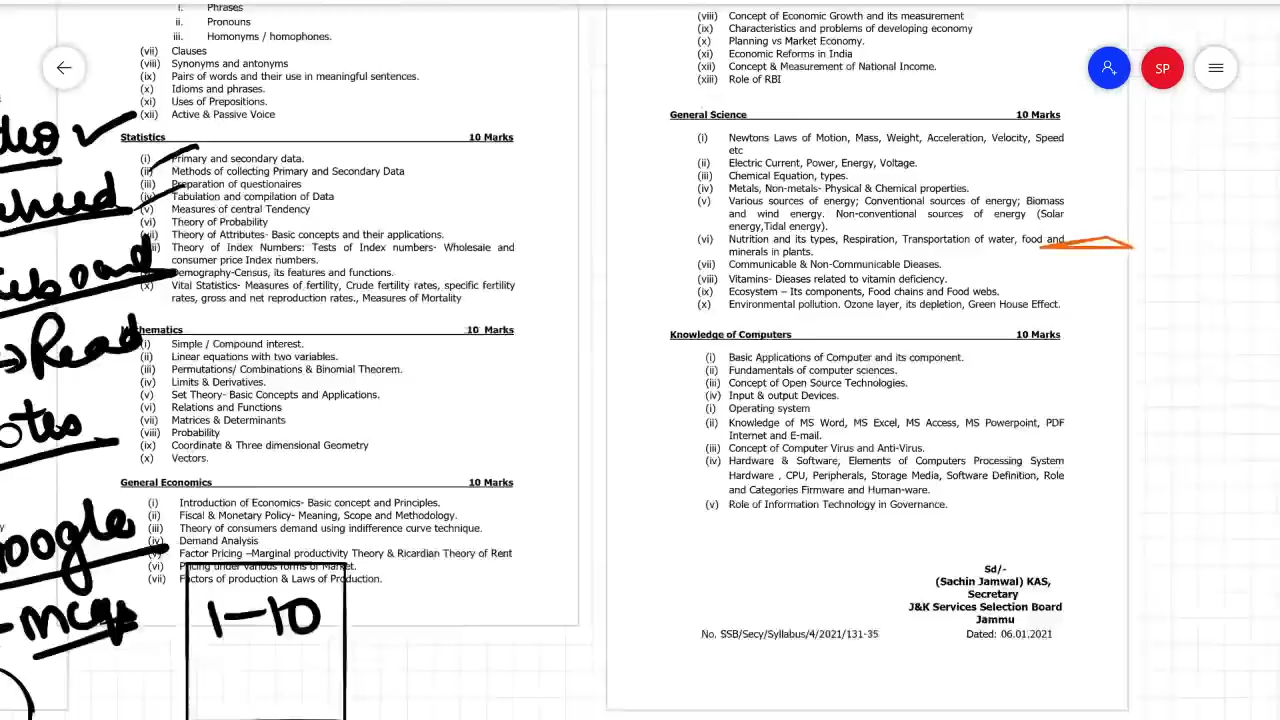 i. Phrases
ii. Pronouns
iii. Homonyms / homophones.
(vii) Clauses
(viii) Synonyms and antonyms
(ix) Pairs of words and their use in meaningful sentences.
(x) Idioms and phrases.
(xi) Uses of Prepositions.
(xii) Active & Passive Voice
Statistics 10 Marks
(i) Primary and secondary data.
(ii) Methods of collecting Primary and Secondary Data
(iii) Preparation of questionaires
(iv) Tabulation and compilation of Data
(v) Measures of central Tendency
(vi) Theory of Probability
Theory of Attributes- Basic concepts and their applications.
Theory of Index Numbers: Tests of Index numbers- Wholesale and
consumer price Index numbers.
Demography-Census, its features and functions.
(x) Vital Statistics- Measures of fertility, Crude fertility rates, specific fertility
rates, gross and net reproduction rates., Measures of Mortality
Mathematics 10 Marks
(i) Simple / Compound interest.
(ii) Linear equations with two variables.
(iii) Permutations/ Combinations & Binomial Theorem.
(iv) Limits & Derivatives.
(v) Set Theory- Basic Concepts and Applications.
(vi) Relations and Functions
(vii) Matrices & Determinants
(viii) Probability
(ix) Coordinate & Three dimensional Geometry
(x) Vectors.
General Economics 10 Marks
(i) Introduction of Economics- Basic concept and Principles.
(ii) Fiscal & Monetary Policy- Meaning, Scope and Methodology.
(iii) Theory of consumers demand using indifference curve technique.
(iv) Demand Analysis
(v) Factor Pricing –Marginal productivity Theory & Ricardian Theory of Rent
(vi) Pricing under various forms of Market.
(vii) Factors of production & Laws of Production.
Read
otes
oogle
- mcqs
1-10
(viii) Concept of Economic Growth and its measurement
(ix) Characteristics and problems of developing economy
(x) Planning vs Market Economy.
(xi) Economic Reforms in India
(xii) Concept & Measurement of National Income.
(xiii) Role of RBI
General Science 10 Marks
(i) Newtons Laws of Motion, Mass, Weight, Acceleration, Velocity, Speed
etc
(ii) Electric Current, Power, Energy, Voltage.
(iii) Chemical Equation, types.
(iv) Metals, Non-metals- Physical & Chemical properties.
(v) Various sources of energy; Conventional sources of energy; Biomass
and wind energy. Non-conventional sources of energy (Solar
energy,Tidal energy).
(vi) Nutrition and its types, Respiration, Transportation of water, food and
minerals in plants.
(vii) Communicable & Non-Communicable Dieases.
(viii) Vitamins- Dieases related to vitamin deficiency.
(ix) Ecosystem – Its components, Food chains and Food webs.
(x) Environmental pollution. Ozone layer, its depletion, Green House Effect.
Knowledge of Computers 10 Marks
(i) Basic Applications of Computer and its component.
(ii) Fundamentals of computer sciences.
(iii) Concept of Open Source Technologies.
(iv) Input & output Devices.
(i) Operating system
(ii) Knowledge of MS Word, MS Excel, MS Access, MS Powerpoint, PDF
Internet and E-mail.
(iii) Concept of Computer Virus and Anti-Virus.
(iv) Hardware & Software, Elements of Computers Processing System
Hardware , CPU, Peripherals, Storage Media, Software Definition, Role
and Categories Firmware and Human-ware.
(v) Role of Information Technology in Governance.
Sd/-
(Sachin Jamwal) KAS,
Secretary
J&K Services Selection Board
Jammu
No. SSB/Secy/Syllabus/4/2021/131-35 Dated: 06.01.2021
SP